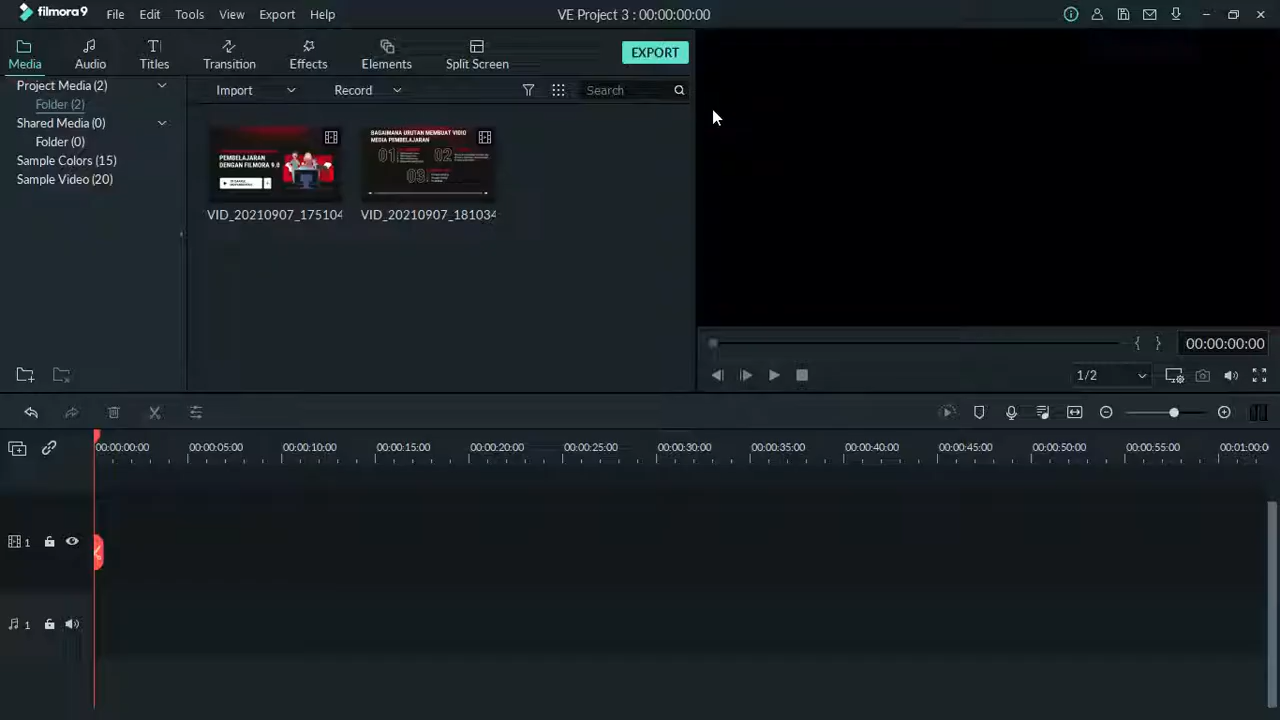 filmora9 File Edit Tools View Export Help VE Project 3 : 00:00:00:00
Media Audio Titles Transition Effects Elements Split Screen EXPORT
Project Media (2)
Folder (2)
Shared Media (0)
Folder (0)
Sample Colors (15)
Sample Video (20)
Import Record Search
PEMBELAJARAN
DENGAN FILMORA 9.0
VID_20210907_175104
BAGAIMANA URUTAN MEMBUAT VIDIO
MEDIA PEMBELAJARAN
01 02
03
VID_20210907_181034
00:00:00:00
1/2
00:00:00:00 00:00:05:00 00:00:10:00 00:00:15:00 00:00:20:00 00:00:25:00 00:00:30:00 00:00:35:00 00:00:40:00 00:00:45:00 00:00:50:00 00:00:55:00 00:01:00:0
1
1